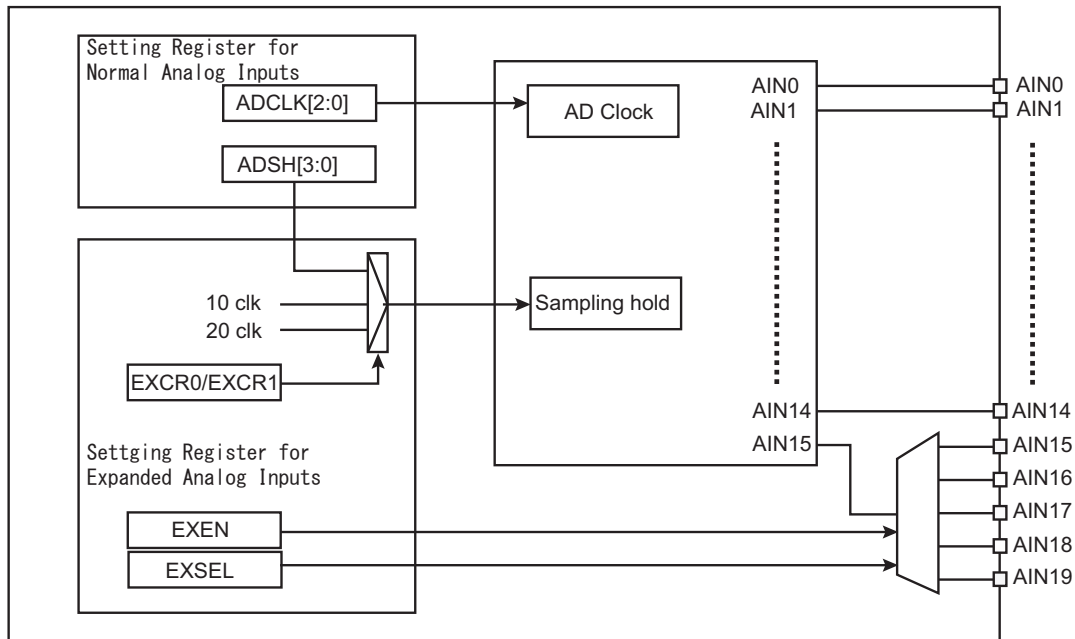 Setting Register for
Normal Analog Inputs
ADCLK[2:0]
ADSH[3:0]
AD Clock
AIN0
AIN1
AIN0
AIN1
10 clk
20 clk
EXCR0/EXCR1
Sampling hold
AIN14
AIN15
AIN14
AIN15
AIN16
AIN17
AIN18
AIN19
Settging Register for
Expanded Analog Inputs
EXEN
EXSEL